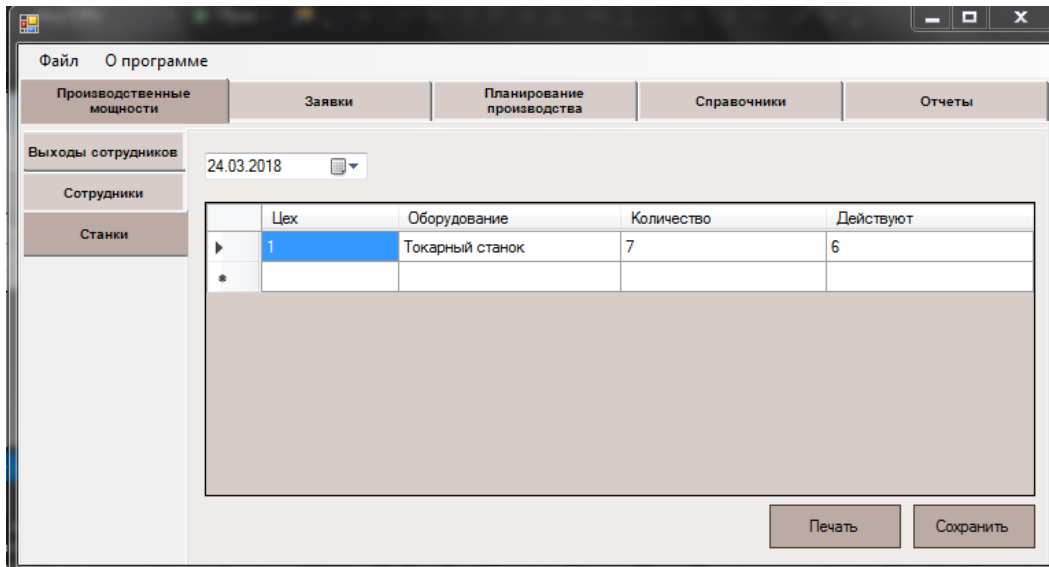 Файл О программе
Производственные
мощности
Заявки
Планирование
производства
Справочники
Отчеты
Выходы сотрудников
Сотрудники
Станки
24.03.2018
Цех Оборудование Количество Действуют
1 Токарный станок 7 6
Печать Сохранить